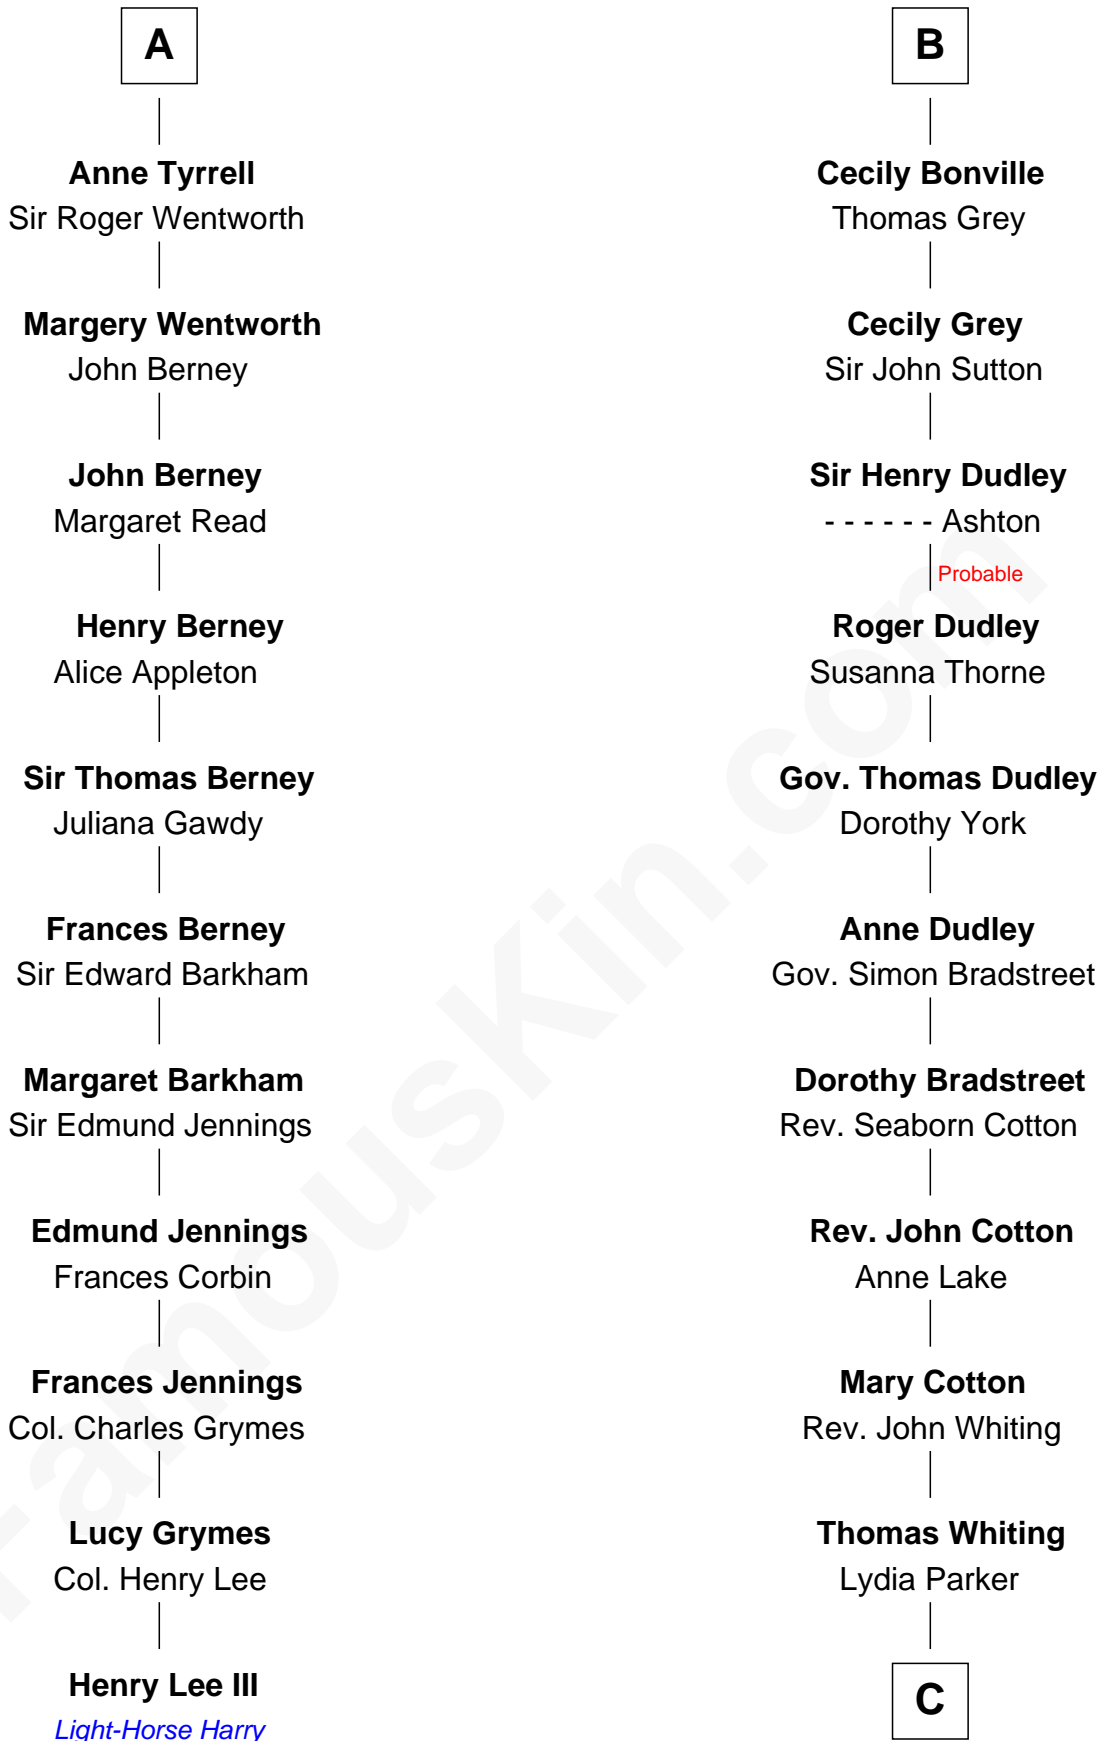 A
Anne Tyrrell
Sir Roger Wentworth
Margery Wentworth
John Berney
John Berney
Margaret Read
Henry Berney
Alice Appleton
Sir Thomas Berney
Juliana Gawdy
Frances Berney
Sir Edward Barkham
Margaret Barkham
Sir Edmund Jennings
Edmund Jennings
Frances Corbin
Frances Jennings
Col. Charles Grymes
Lucy Grymes
Col. Henry Lee
Henry Lee III
Light-Horse Harry
B
Cecily Bonville
Thomas Grey
Cecily Grey
Sir John Sutton
Sir Henry Dudley
- - - - - - Ashton
Probable
Roger Dudley
Susanna Thorne
Gov. Thomas Dudley
Dorothy York
Anne Dudley
Gov. Simon Bradstreet
Dorothy Bradstreet
Rev. Seaborn Cotton
Rev. John Cotton
Anne Lake
Mary Cotton
Rev. John Whiting
Thomas Whiting
Lydia Parker
C
FamousKin.com